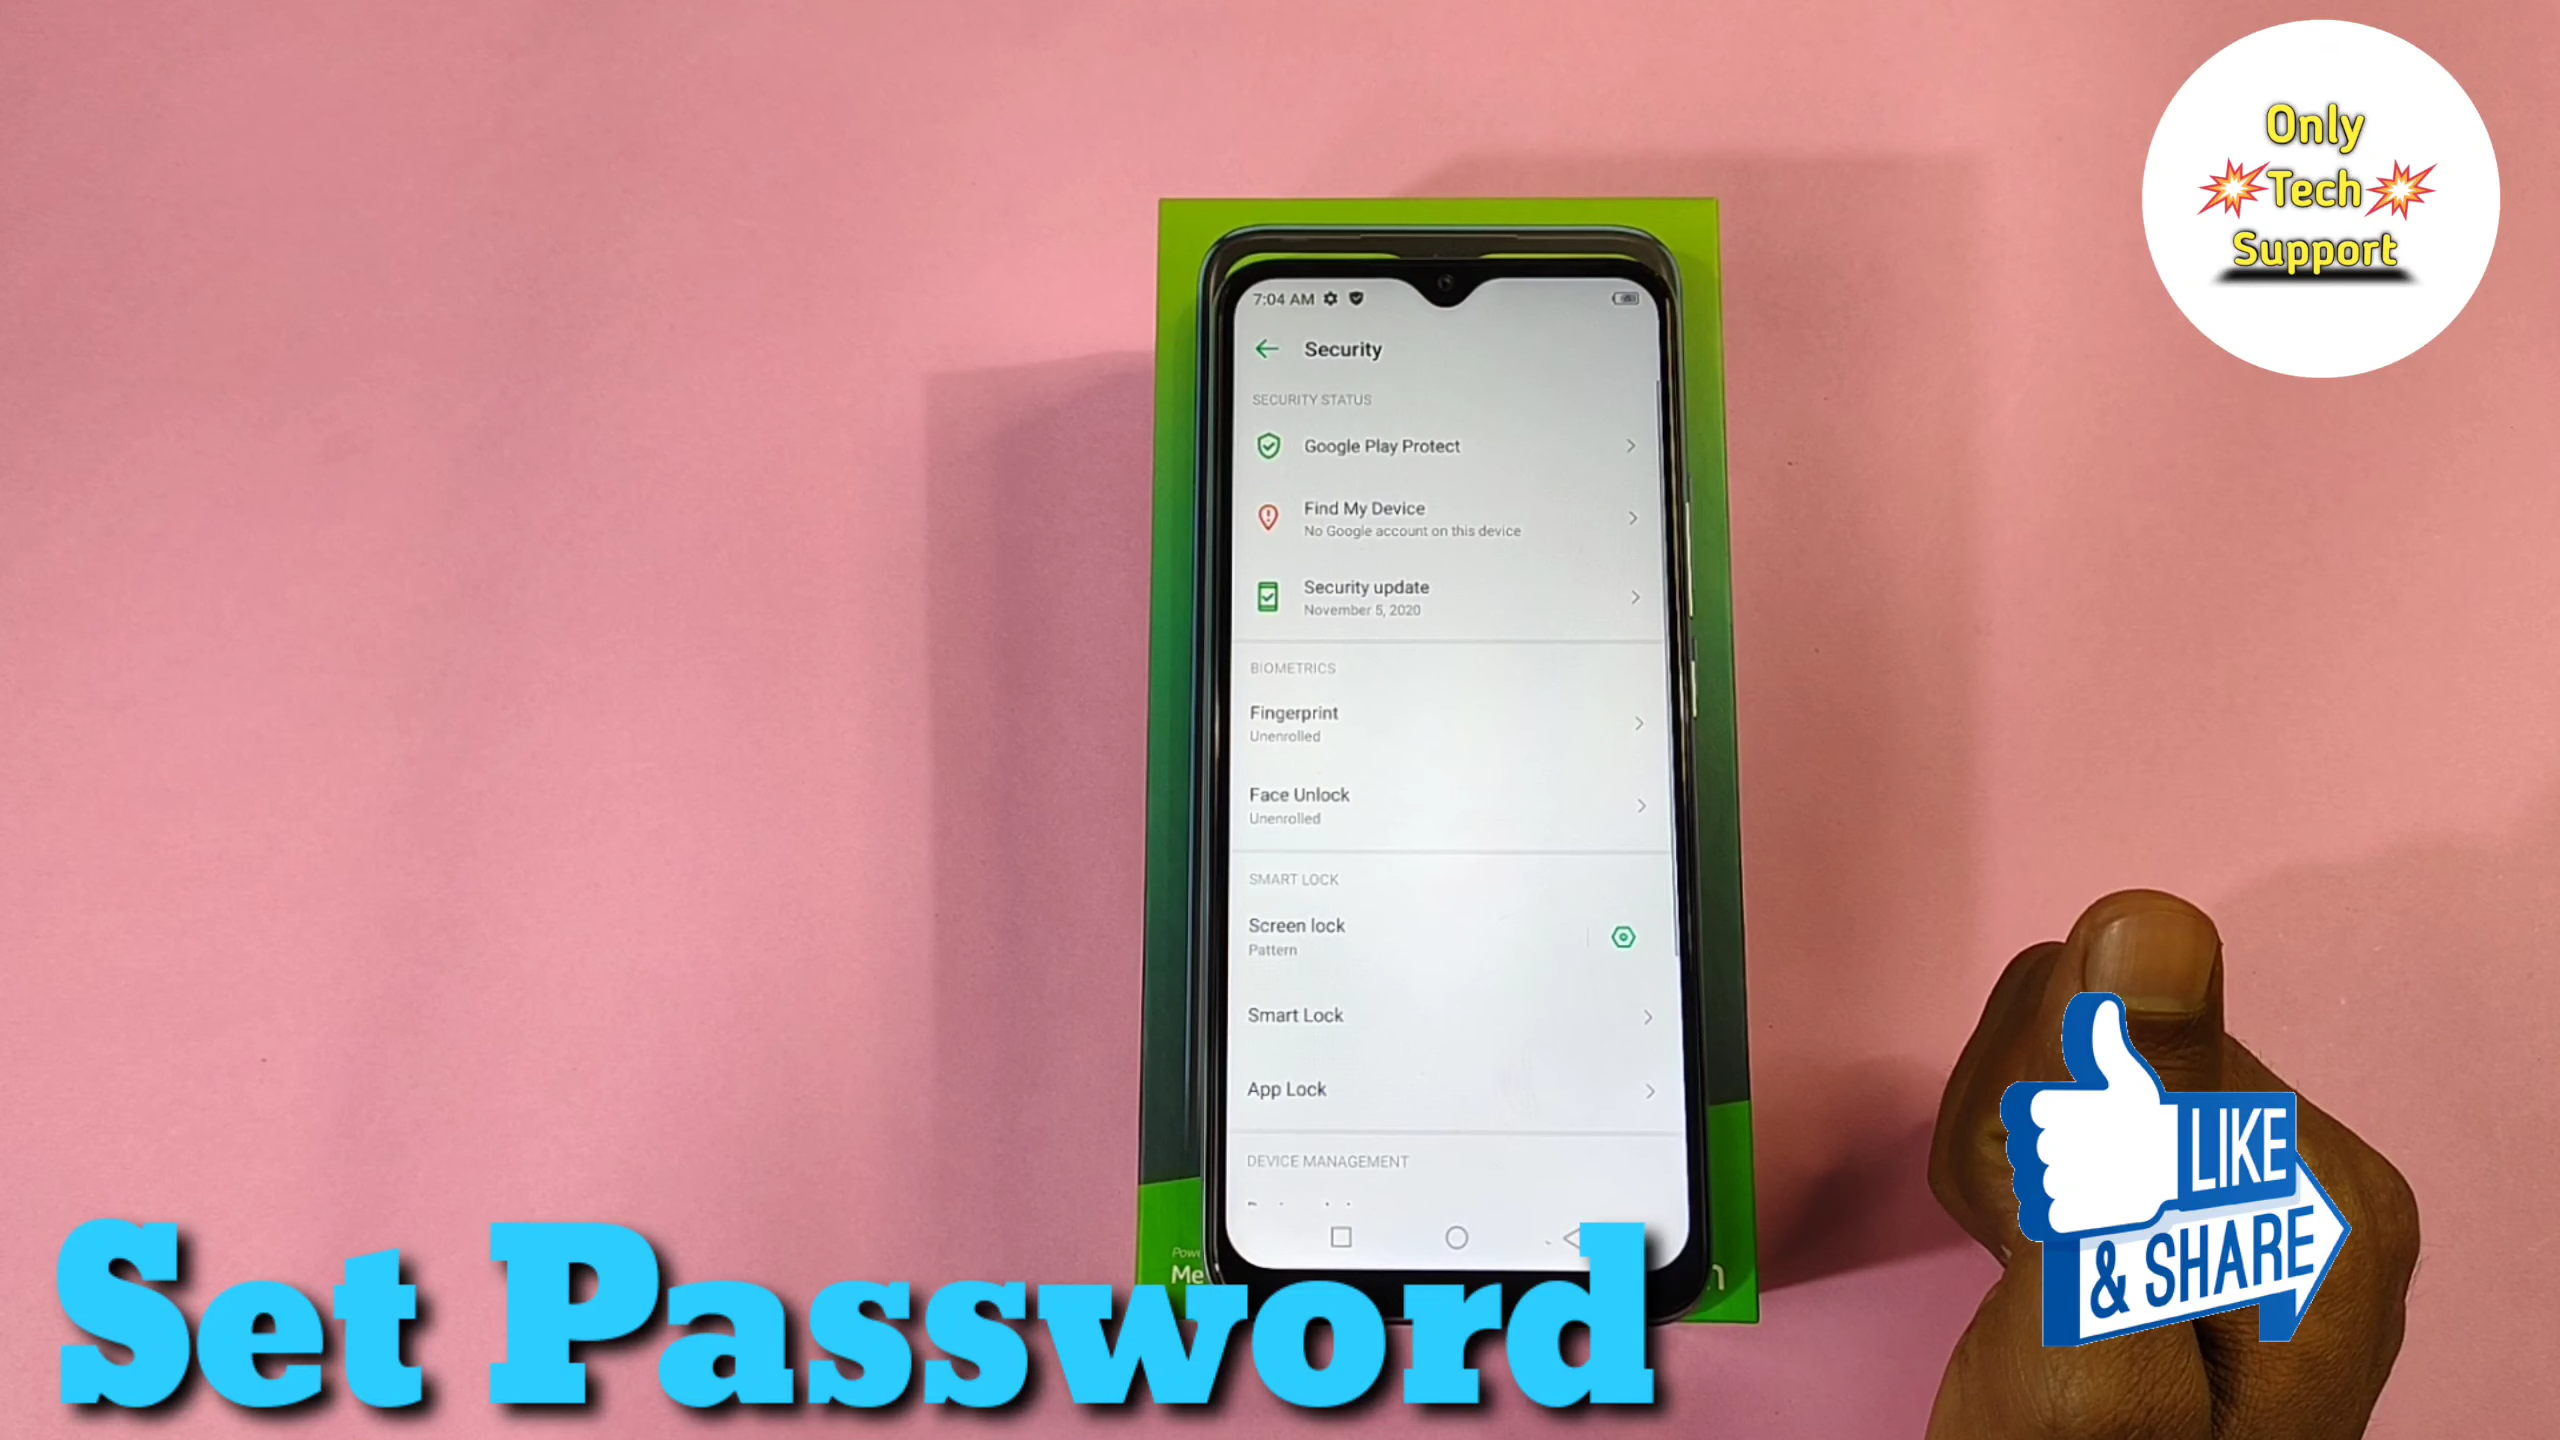 Only
Tech
Support
7:04 AM
Security
SECURITY STATUS
Google Play Protect
Find My Device
No Google account on this device
Security update
November 5, 2020
BIOMETRICS
Fingerprint
Unenrolled
Face Unlock
Unenrolled
SMART LOCK
Screen lock
Pattern
Smart Lock
App Lock
DEVICE MANAGEMENT
LIKE
& SHARE
Set Password